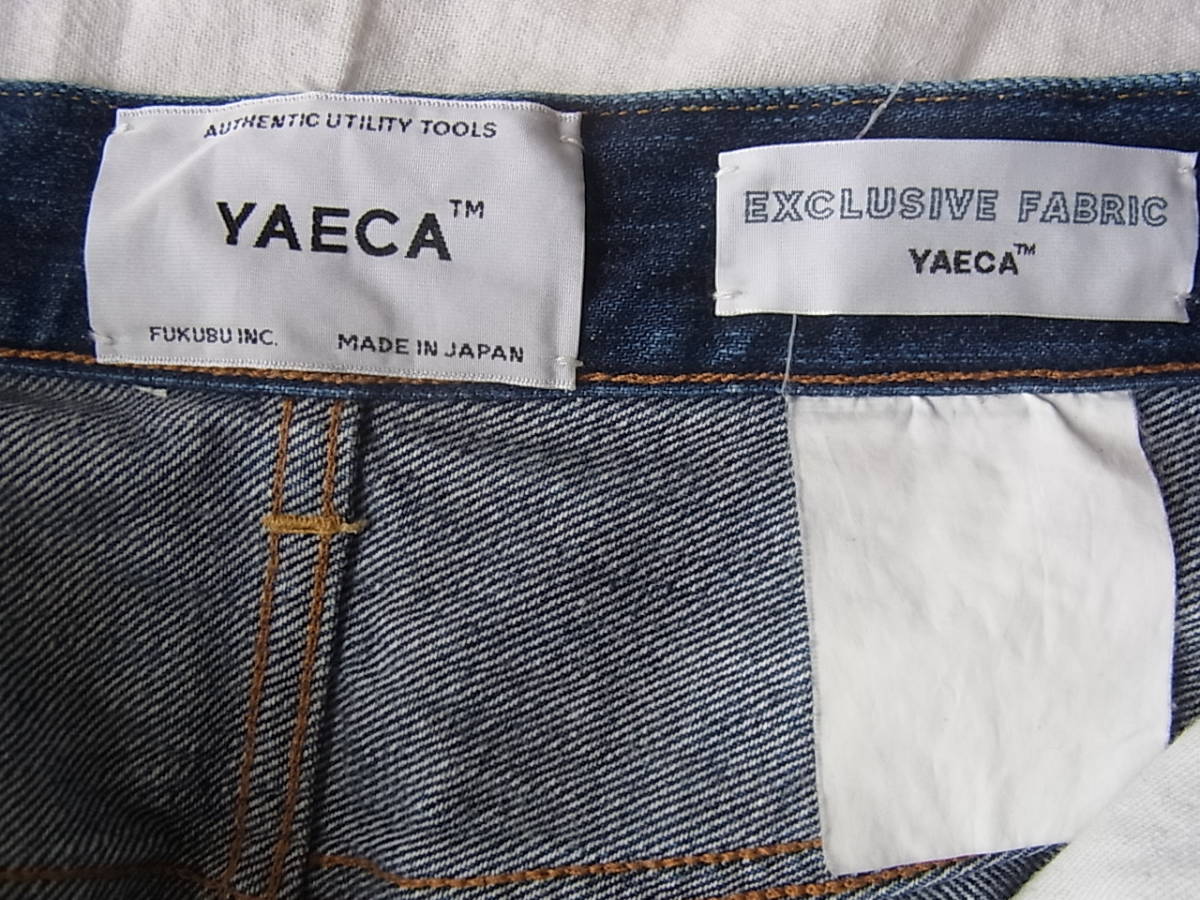 AUTHENTIC UTILITY TOOLS
YAECA™
FUKUBU INC. MADE IN JAPAN
EXCLUSIVE FABRIC
YAECA™